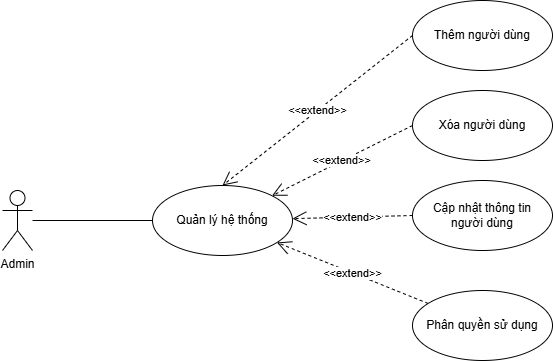 Thêm người dùng
<<extend>>
Xóa người dùng
<<extend>>
Quản lý hệ thống
<<extend>>
Cập nhật thông tin
người dùng
Admin
<<extend>>
Phân quyền sử dụng